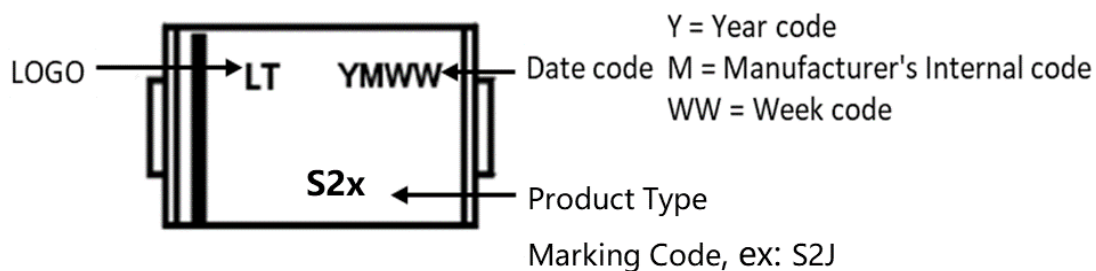 Y = Year code
LOGO LT YMWW Date code M = Manufacturer's Internal code
WW = Week code
S2x
Product Type
Marking Code, ex: S2J